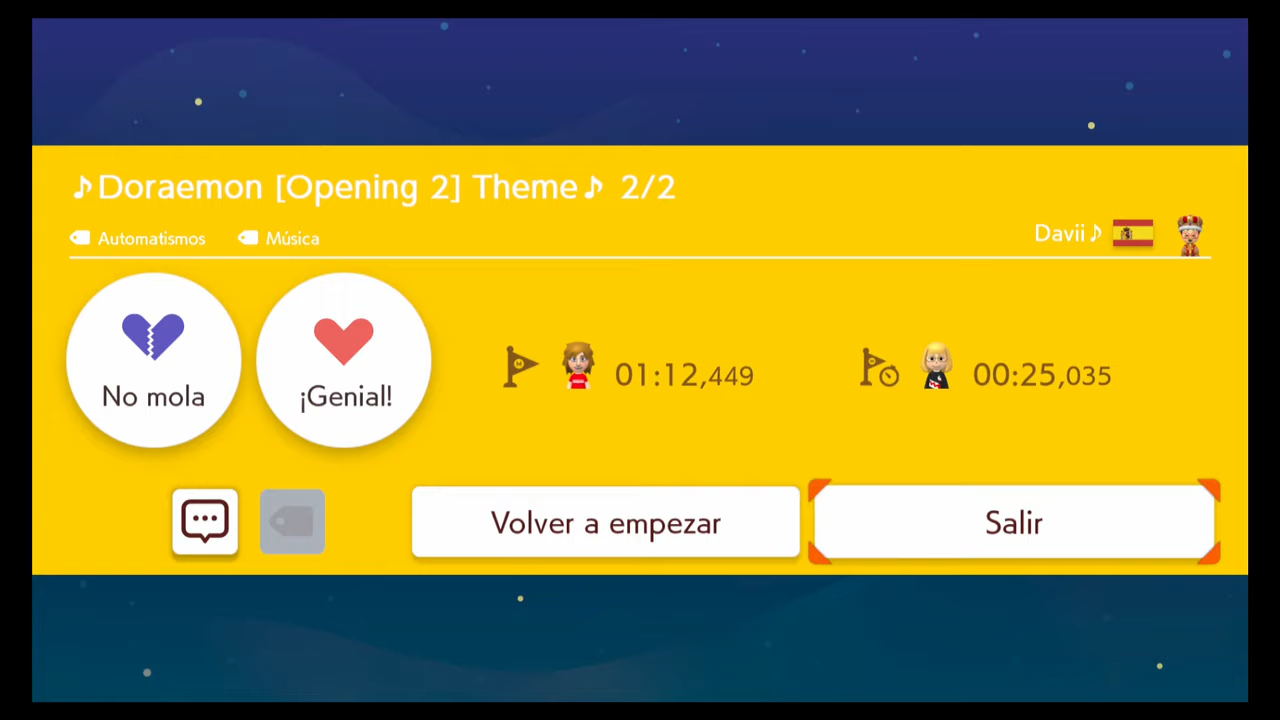 ♪Doraemon [Opening 2] Theme♪ 2/2
Automatismos Música
Davii♪
No mola
¡Genial!
01:12,449
00:25,035
Volver a empezar
Salir